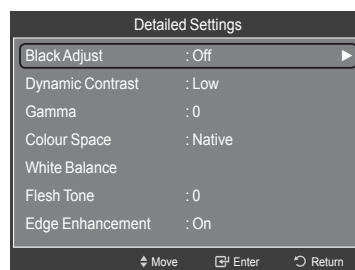 Detailed Settings
Black Adjust : Off
Dynamic Contrast : Low
Gamma : 0
Colour Space : Native
White Balance
Flesh Tone : 0
Edge Enhancement : On
Move Enter Return